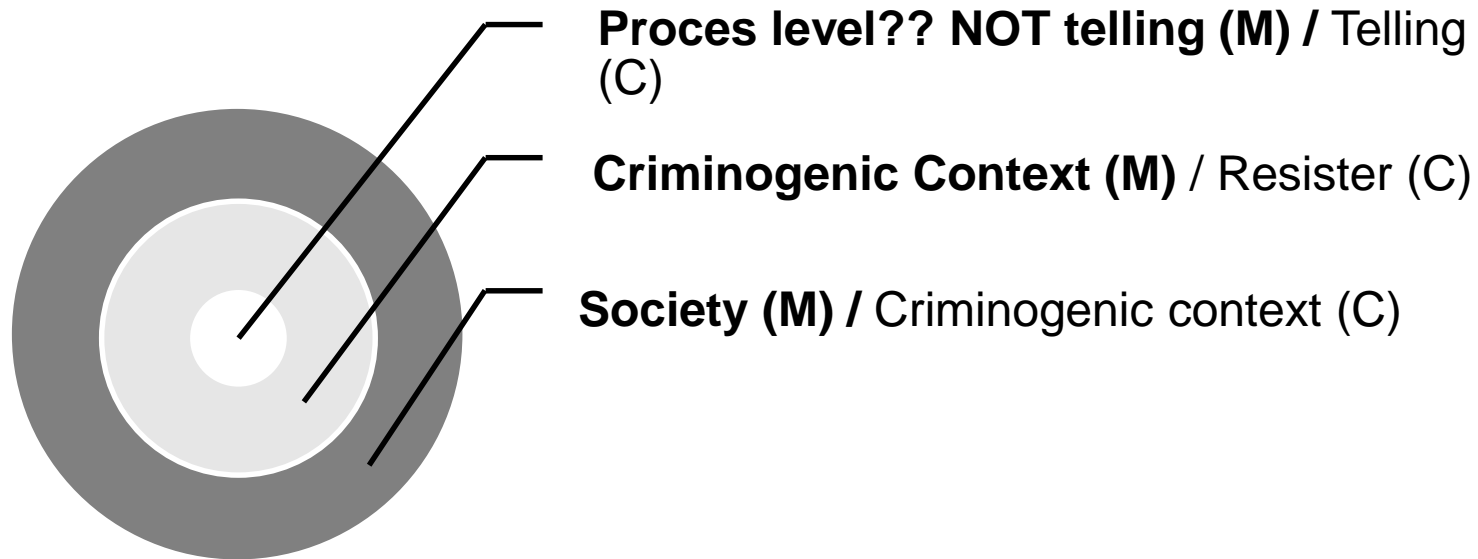 Proces level?? NOT telling (M) / Telling
(C)
Criminogenic Context (M) / Resister (C)
Society (M) / Criminogenic context (C)